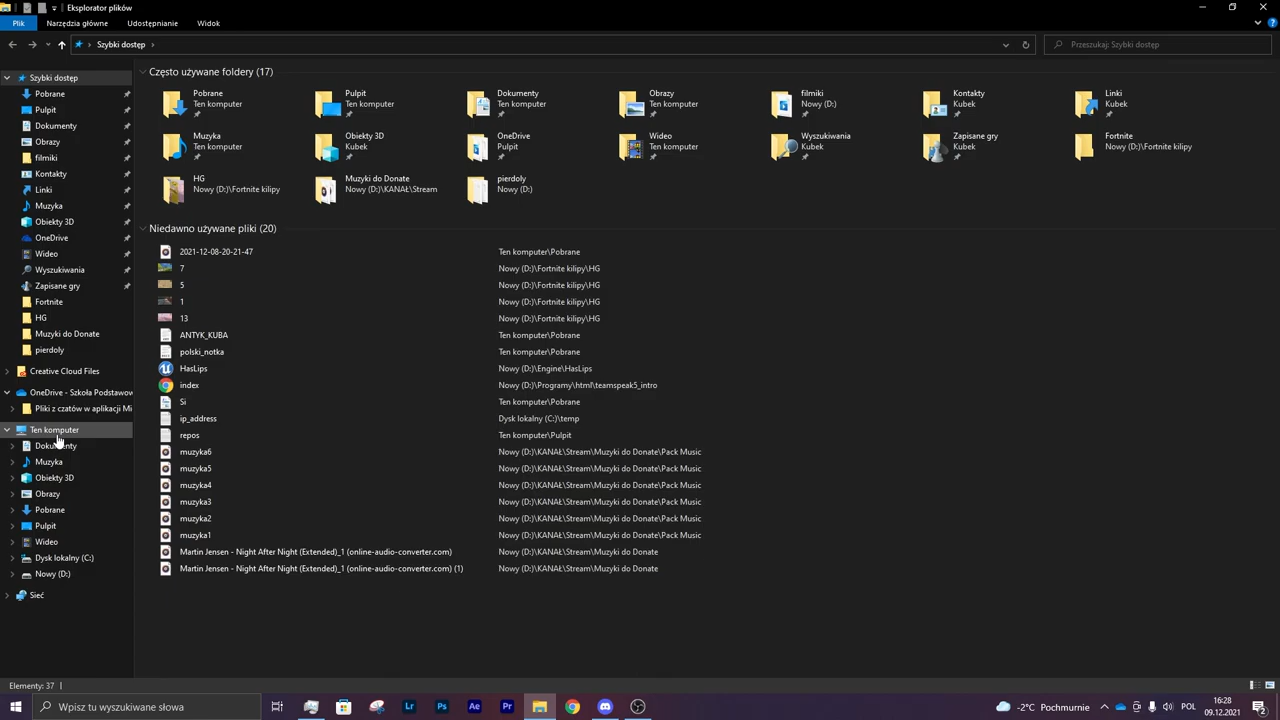 Eksplorator plików
Plik
Narzędzia główne
Udostępnianie
Widok
Szybki dostęp
Przeszukaj: Szybki dostęp
Szybki dostęp
Pobrane
Pulpit
Dokumenty
Obrazy
filmiki
Kontakty
Linki
Muzyka
Obiekty 3D
OneDrive
Wideo
Wyszukiwania
Zapisane gry
Fortnite
HG
Muzyki do Donate
pierdoly
Creative Cloud Files
OneDrive - Szkoła Podstawow
Pliki z czatów w aplikacji Mi
Ten komputer
Dokumenty
Muzyka
Obiekty 3D
Obrazy
Pobrane
Pulpit
Wideo
Dysk lokalny (C:)
Nowy (D:)
Sieć
Często używane foldery (17)
Pobrane
Ten komputer
Pulpit
Ten komputer
Dokumenty
Ten komputer
Obrazy
Ten komputer
filmiki
Nowy (D:)
Kontakty
Kubek
Linki
Kubek
Muzyka
Ten komputer
Obiekty 3D
Kubek
OneDrive
Pulpit
Wideo
Ten komputer
Wyszukiwania
Kubek
Zapisane gry
Kubek
Fortnite
Nowy (D:)\Fortnite kilipy
HG
Nowy (D:)\Fortnite kilipy
Muzyki do Donate
Nowy (D:)\KANAŁ\Stream
pierdoly
Nowy (D:)
Niedawno używane pliki (20)
2021-12-08-20-21-47 Ten komputer\Pobrane
7 Nowy (D:)\Fortnite kilipy\HG
5 Nowy (D:)\Fortnite kilipy\HG
1 Nowy (D:)\Fortnite kilipy\HG
13 Nowy (D:)\Fortnite kilipy\HG
ANTYK_KUBA Ten komputer\Pobrane
polski_notka Ten komputer\Pobrane
HasLips Nowy (D:)\Engine\HasLips
index Nowy (D:)\Programy\html\teamspeak5_intro
Si Ten komputer\Pobrane
ip_address Dysk lokalny (C:)\temp
repos Ten komputer\Pulpit
muzyka6 Nowy (D:)\KANAŁ\Stream\Muzyki do Donate\Pack Music
muzyka5 Nowy (D:)\KANAŁ\Stream\Muzyki do Donate\Pack Music
muzyka4 Nowy (D:)\KANAŁ\Stream\Muzyki do Donate\Pack Music
muzyka3 Nowy (D:)\KANAŁ\Stream\Muzyki do Donate\Pack Music
muzyka2 Nowy (D:)\KANAŁ\Stream\Muzyki do Donate\Pack Music
muzyka1 Nowy (D:)\KANAŁ\Stream\Muzyki do Donate\Pack Music
Martin Jensen - Night After Night (Extended)_1 (online-audio-converter.com) Nowy (D:)\KANAŁ\Stream\Muzyki do Donate
Martin Jensen - Night After Night (Extended)_1 (online-audio-converter.com) (1) Nowy (D:)\KANAŁ\Stream\Muzyki do Donate
Elementy: 37
Wpisz tu wyszukiwane słowa
Lr
Ps
Ae
Pr
-2°C Pochmurnie
POL
16:28
09.12.2021
2